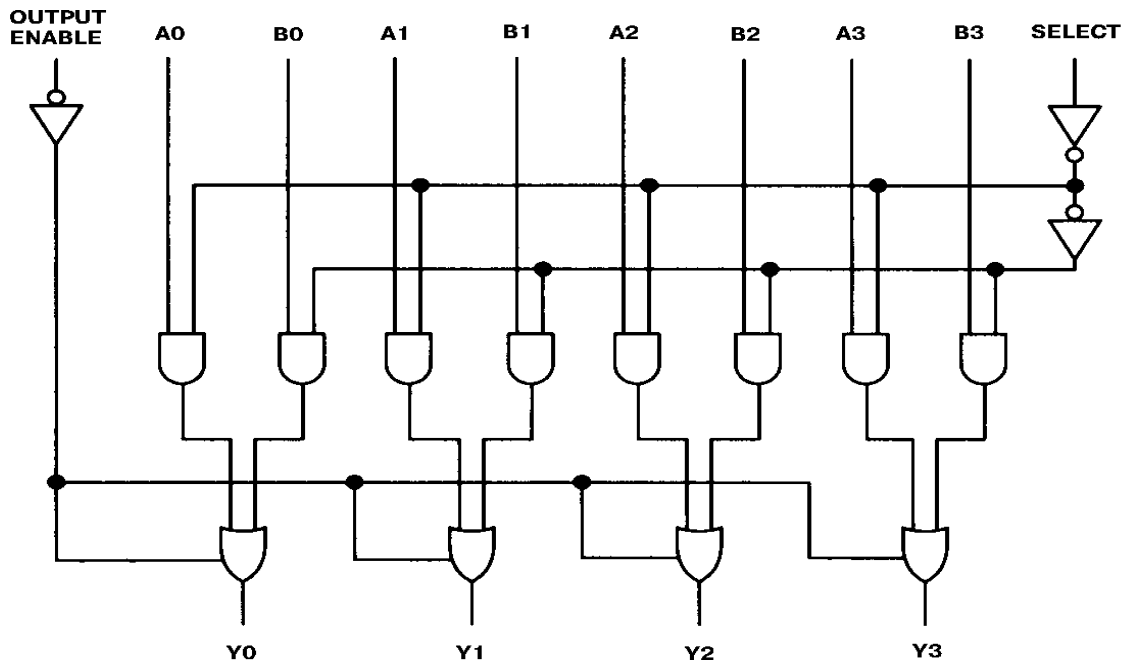 OUTPUT
ENABLE
A0
B0
A1
B1
A2
B2
A3
B3
SELECT
Y0
Y1
Y2
Y3